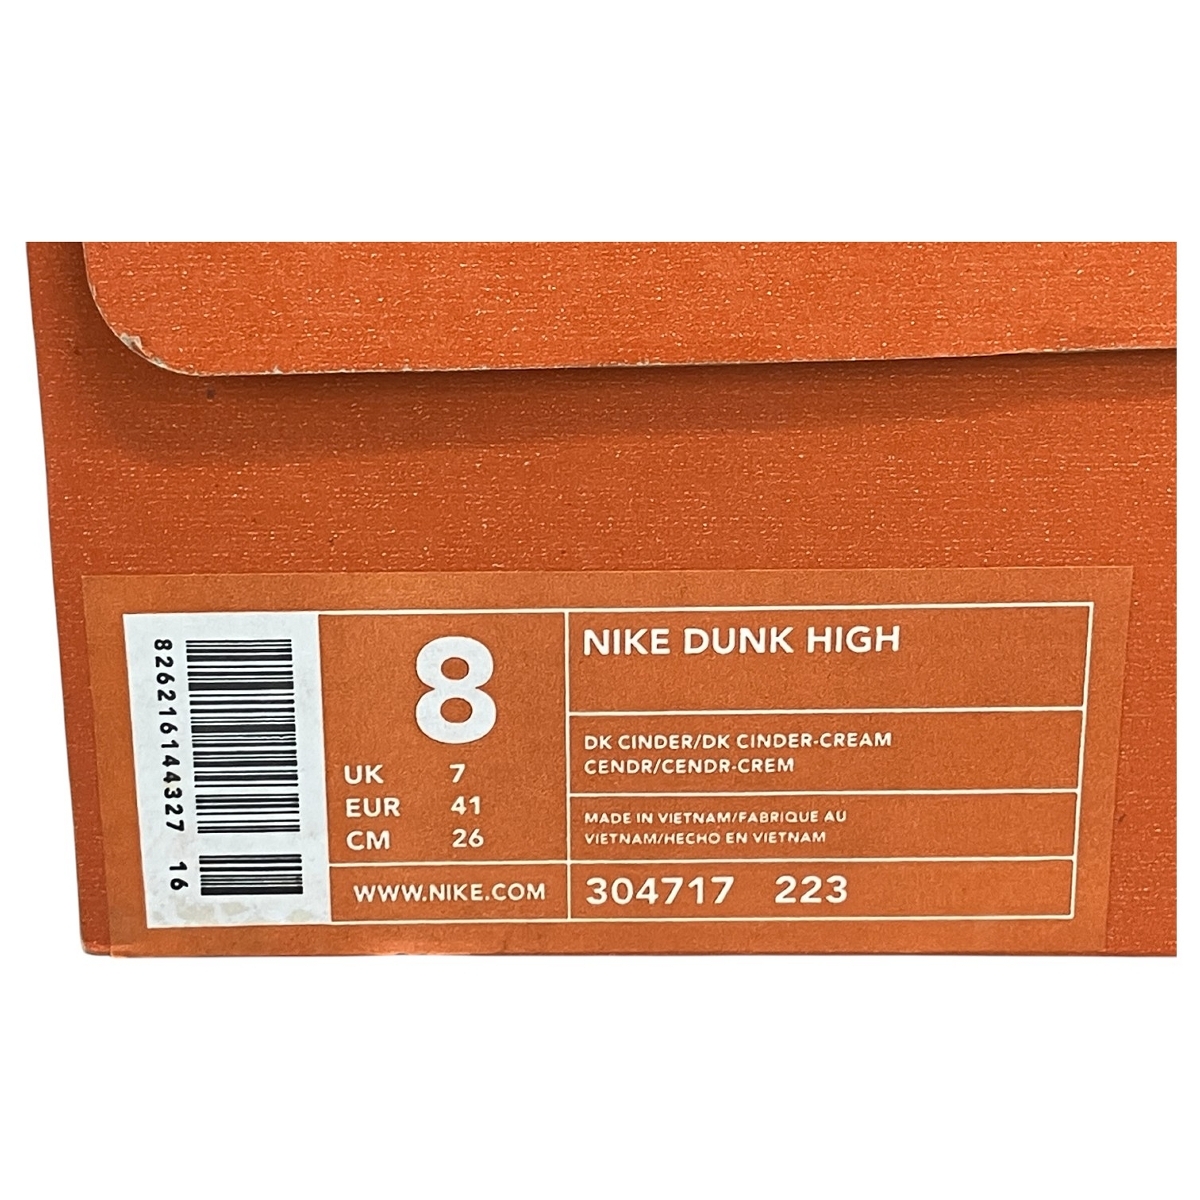 826216144327 16
8
UK 7
EUR 41
CM 26
WWW.NIKE.COM
NIKE DUNK HIGH
DK CINDER/DK CINDER-CREAM
CENDR/CENDR-CREM
MADE IN VIETNAM/FABRIQUE AU
VIETNAM/HECHO EN VIETNAM
304717 223